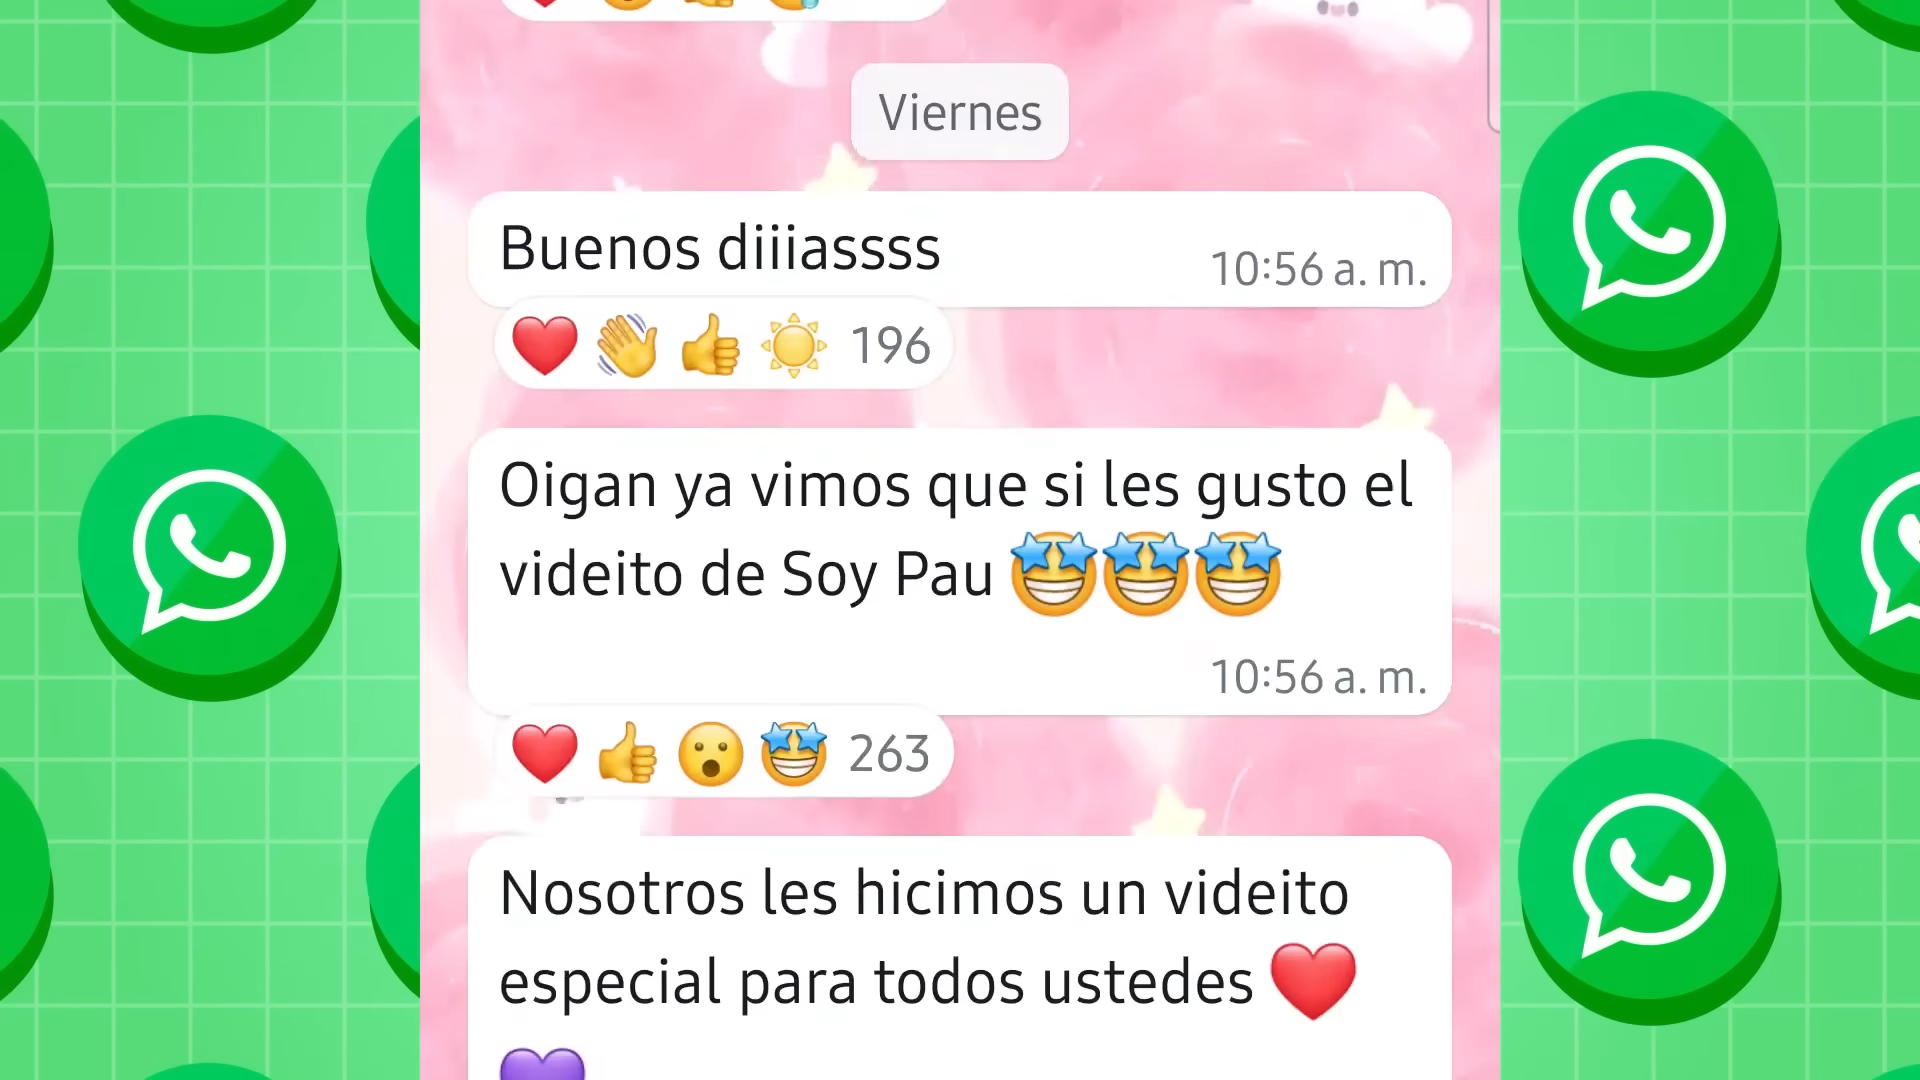 Viernes
Buenos diiiassss
10:56 a. m.
❤️👋👍☀️ 196
Oigan ya vimos que si les gusto el
videito de Soy Pau 🤩🤩🤩
10:56 a. m.
❤️👍😮🤩 263
Nosotros les hicimos un videito
especial para todos ustedes ❤️
💜